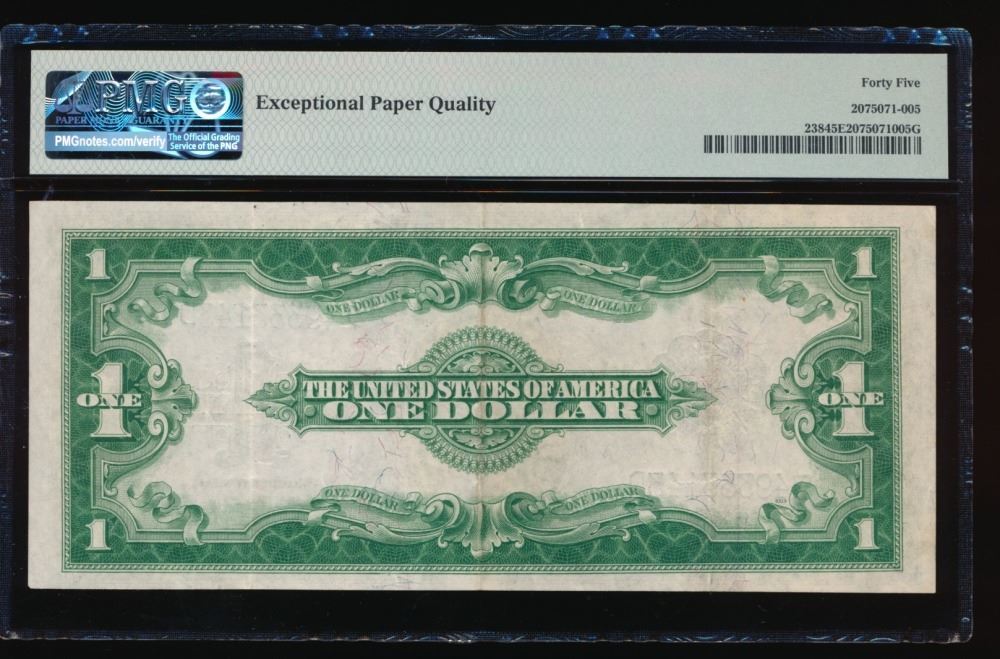 Forty Five
PMG
Exceptional Paper Quality
2075071-005
PAPER MONEY GUARANTY
23845E2075071005G
PMGnotes.com/verify
The Official Grading
Service of the PNG
1 1
ONE DOLLAR ONE DOLLAR
THE UNITED STATES OF AMERICA
1 ONE 1 ONE
ONE DOLLAR
ONE DOLLAR ONE DOLLAR
1 1